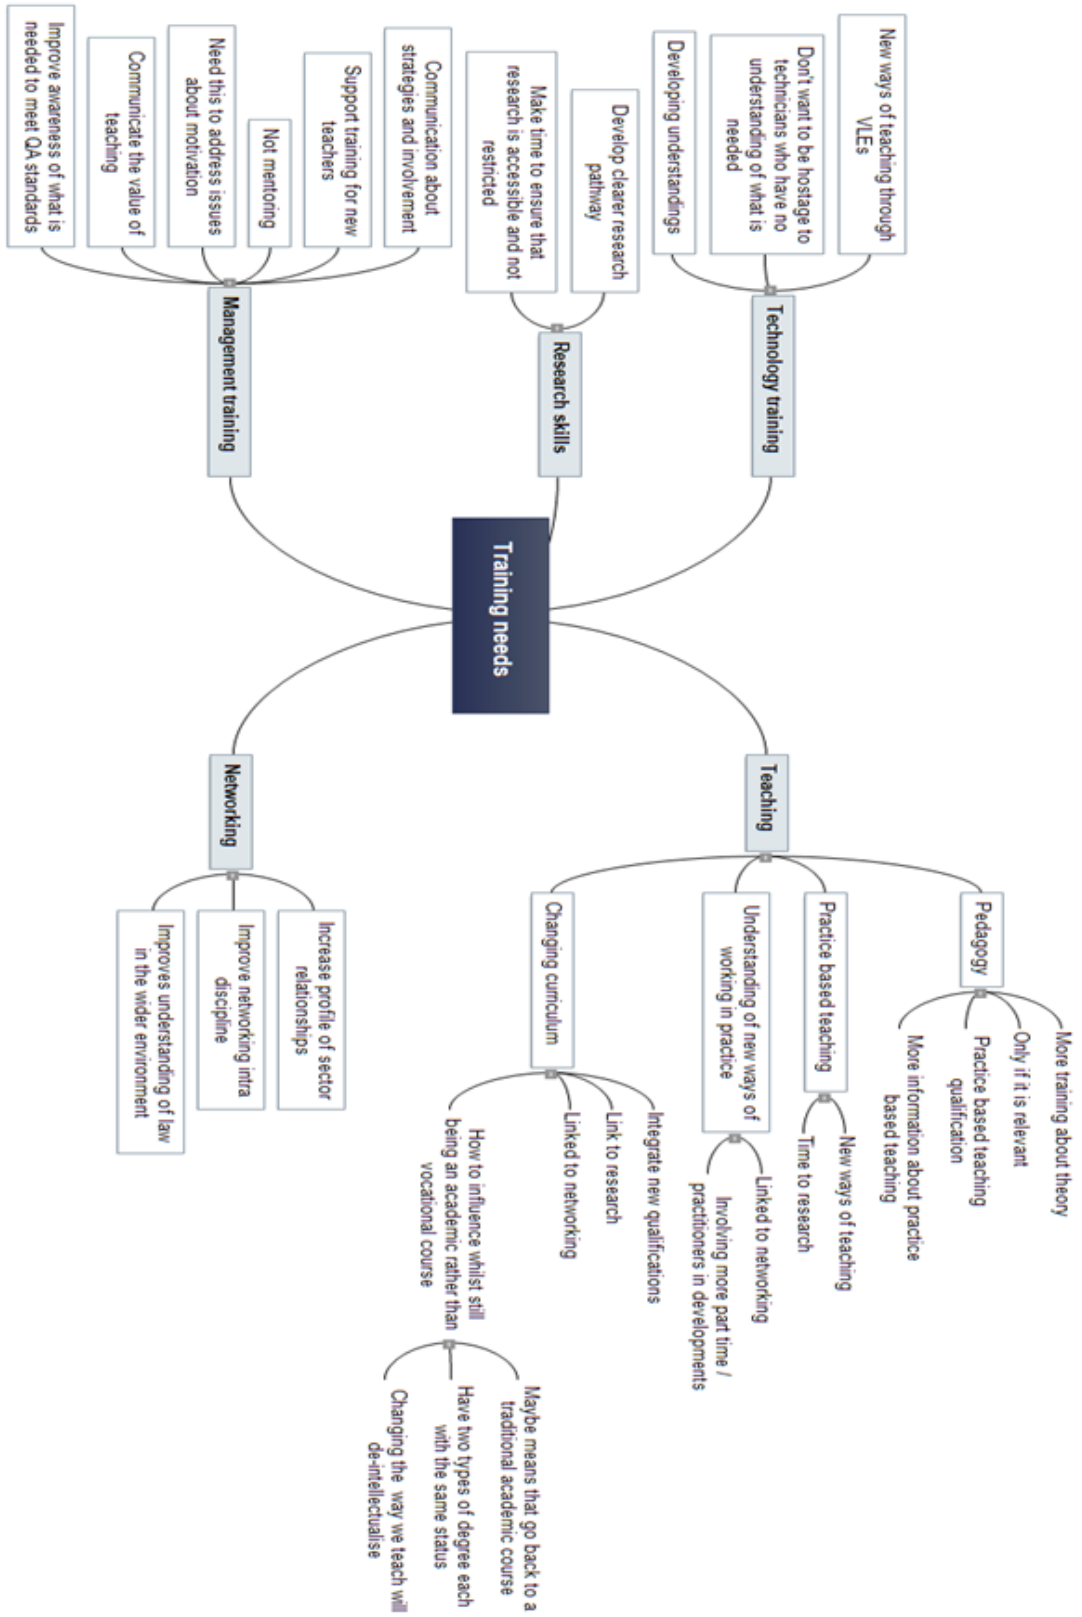 Training needs
Technology training
New ways of teaching through
VLEs
Don't want to be hostage to
technicians who have no
understanding of what is
needed
Developing understandings
Research skills
Develop clearer research
pathway
Make time to ensure that
research is accessible and not
restricted
Management training
Communication about
strategies and involvement
Support training for new
teachers
Not mentoring
Need this to address issues
about motivation
Communicate the value of
teaching
Improve awareness of what is
needed to meet QA standards
Teaching
Pedagogy
More training about theory
Only if it is relevant
Practice based teaching
qualification
More information about practice
based teaching
Practice based teaching
New ways of teaching
Time to research
Understanding of new ways of
working in practice
Linked to networking
Involving more part time /
practitioners in developments
Changing curriculum
Integrate new qualifications
Link to research
Linked to networking
How to influence whilst still
being an academic rather than
vocational course
Maybe means that go back to a
traditional academic course
Have two types of degree each
with the same status
Changing the way we teach will
de-intellectualise
Networking
Increase profile of sector
relationships
Improve networking intra
discipline
Improves understanding of law
in the wider environment